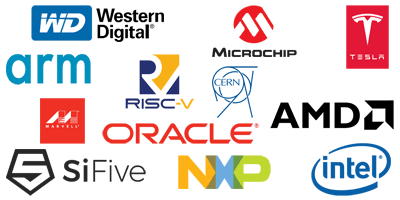 WD Western
Digital®
MICROCHIP
TESLA
arm
RISC-V
CERN
AMD
MARVELL
ORACLE®
SiFive
NXP
intel®